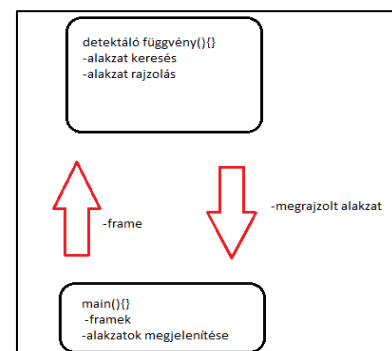 detektáló függvény(){}
-alakzat keresés
-alakzat rajzolás
-megrajzolt alakzat
-frame
main(){}
-framek
-alakzatok megjelenítése